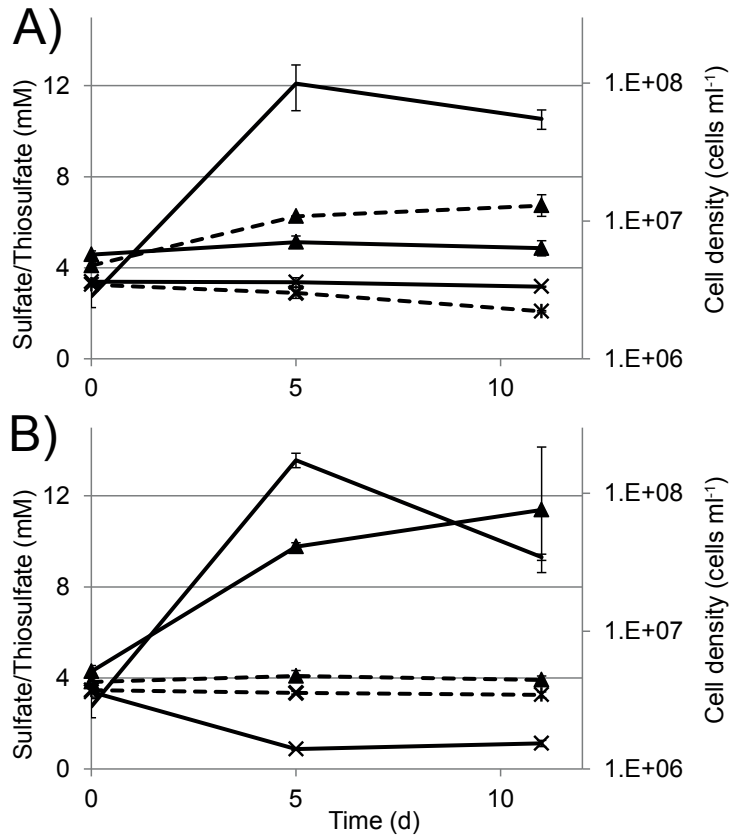 A)
Sulfate/Thiosulfate (mM)
12
8
4
0
0
5
10
1.E+08
1.E+07
1.E+06
Cell density (cells ml⁻¹)
B)
Sulfate/Thiosulfate (mM)
12
8
4
0
0
5
10
Time (d)
1.E+08
1.E+07
1.E+06
Cell density (cells ml⁻¹)